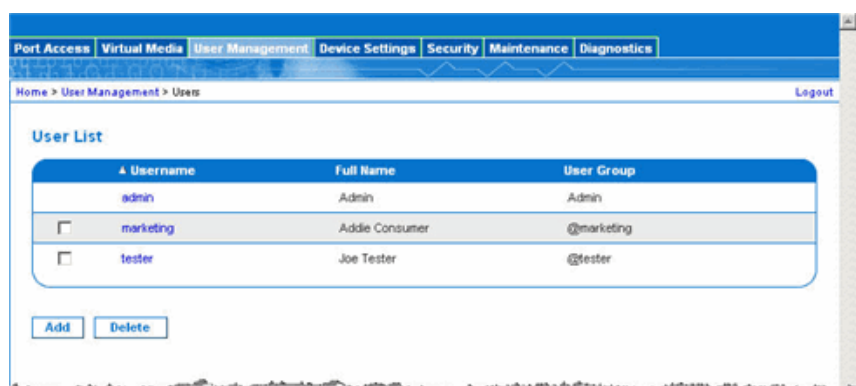 Port Access Virtual Media User Management Device Settings Security Maintenance Diagnostics
Home > User Management > Users Logout
User List
▲ Username Full Name User Group
admin Admin Admin
marketing Addie Consumer @marketing
tester Joe Tester @tester
Add Delete